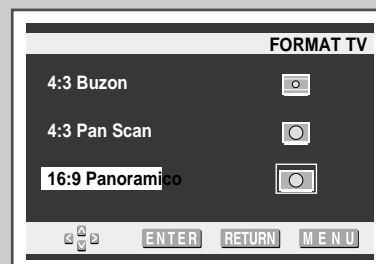 FORMAT TV
4:3 Buzon
4:3 Pan Scan
16:9 Panoramico
ENTER RETURN MENU